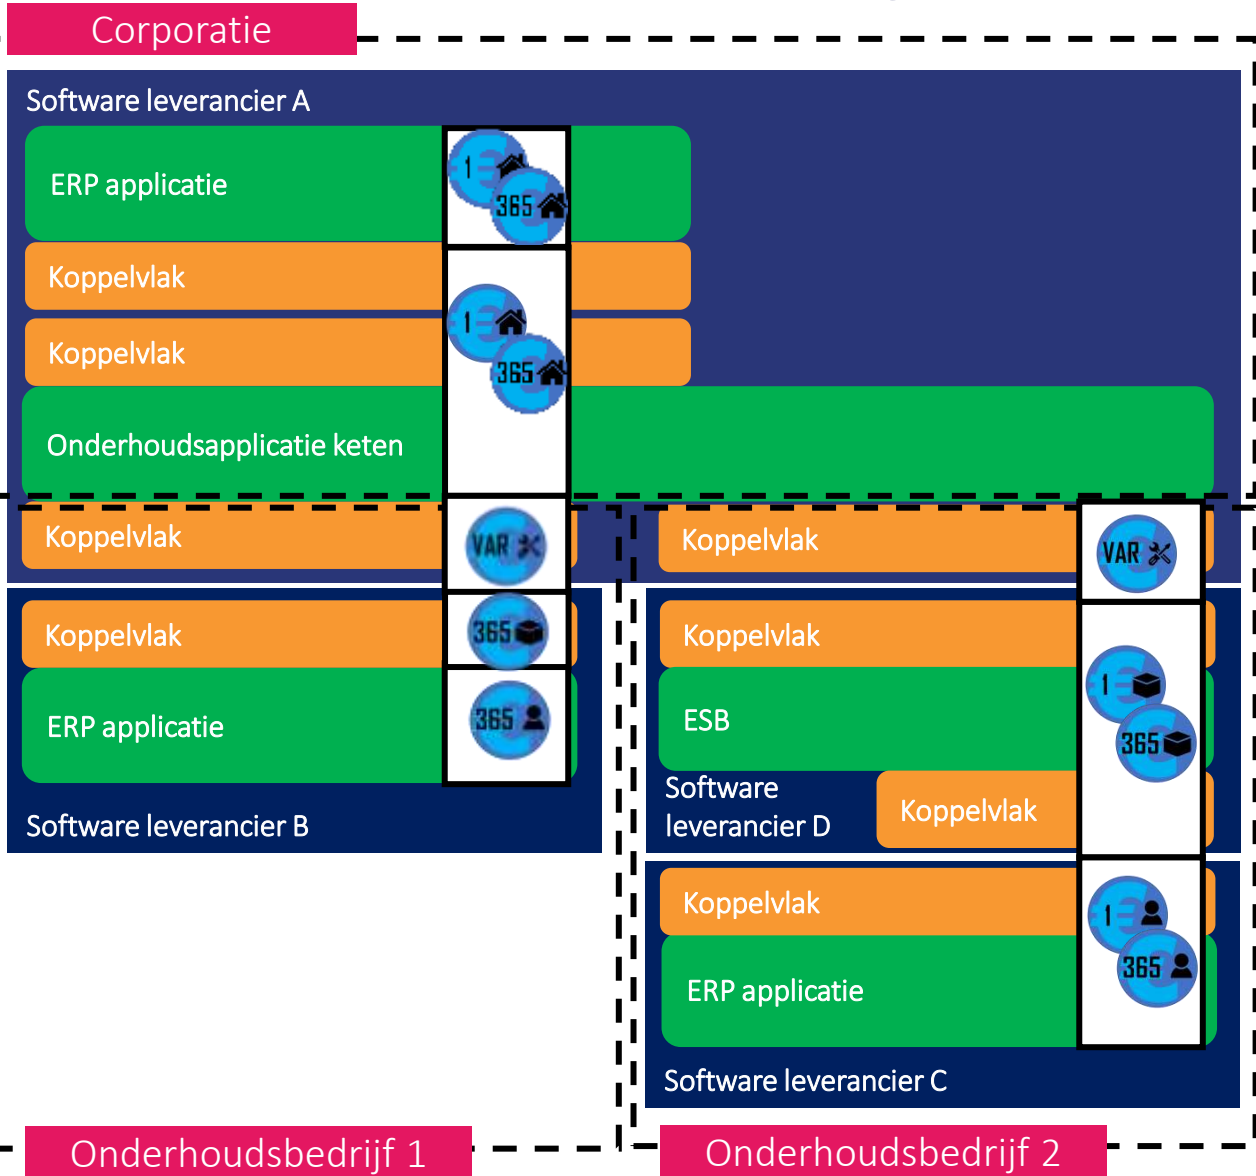 Corporatie
Software leverancier A
ERP applicatie
1
365
Koppelvlak
Koppelvlak
1
365
Onderhoudsapplicatie keten
Koppelvlak
VAR
Koppelvlak
VAR
Koppelvlak
365
ERP applicatie
365
Software leverancier B
Koppelvlak
1
ESB
365
Software
leverancier D
Koppelvlak
Koppelvlak
1
365
ERP applicatie
Software leverancier C
Onderhoudsbedrijf 1
Onderhoudsbedrijf 2